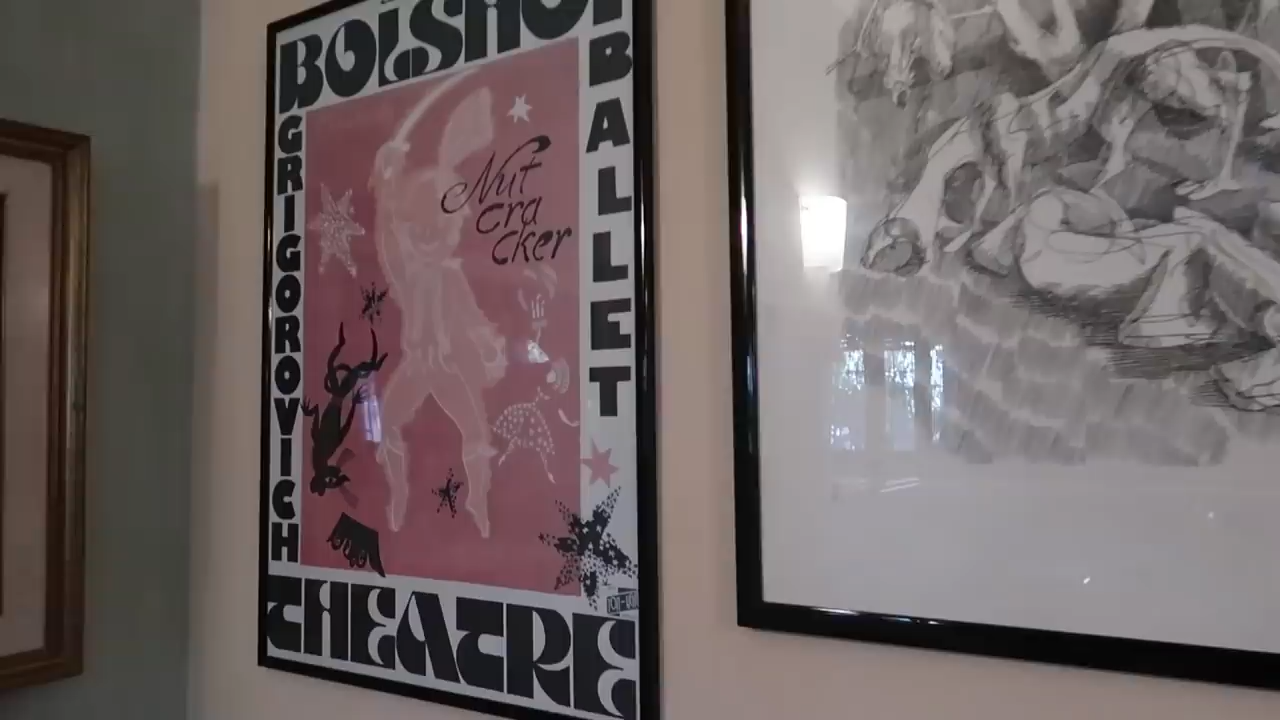 BOLSHOI
GRIGOROVICH
BALLET
Nut
cra
cker
THEATRE